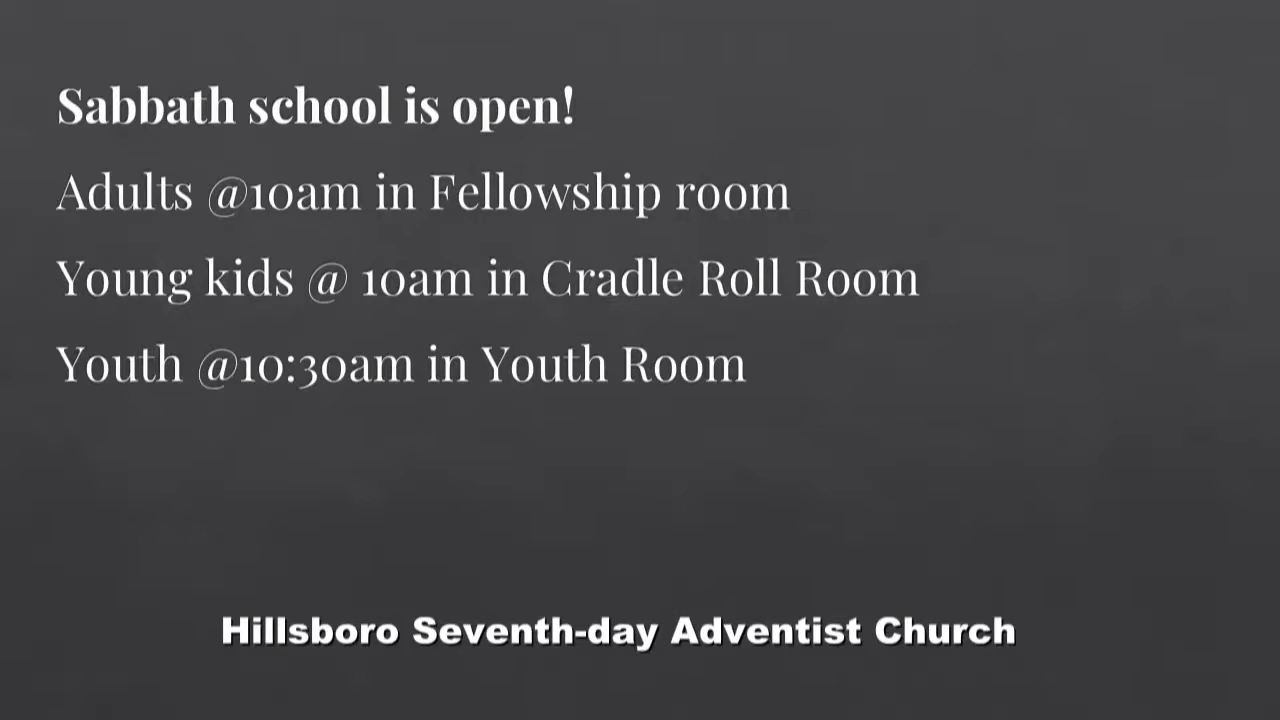 Sabbath school is open!
Adults @10am in Fellowship room
Young kids @ 10am in Cradle Roll Room
Youth @10:30am in Youth Room
Hillsboro Seventh-day Adventist Church